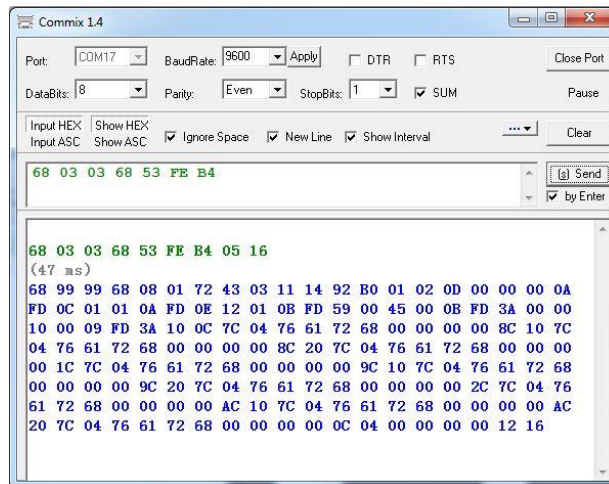 Commix 1.4
Port: COM17 BaudRate: 9600 Apply DTR RTS Close Port
DataBits: 8 Parity: Even StopBits: 1 SUM Pause
Input HEX Show HEX
Input ASC Show ASC Ignore Space New Line Show Interval ... Clear
68 03 03 68 53 FE B4 (s) Send
by Enter
68 03 03 68 53 FE B4 05 16
(47 ms)
68 99 99 68 08 01 72 43 03 11 14 92 B0 01 02 0D 00 00 00 0A
FD 0C 01 01 0A FD 0E 12 01 0B FD 59 00 45 00 0B FD 3A 00 00
10 00 09 FD 3A 10 0C 7C 04 76 61 72 68 00 00 00 00 8C 10 7C
04 76 61 72 68 00 00 00 00 8C 20 7C 04 76 61 72 68 00 00 00
00 1C 7C 04 76 61 72 68 00 00 00 00 9C 10 7C 04 76 61 72 68
00 00 00 00 9C 20 7C 04 76 61 72 68 00 00 00 00 2C 7C 04 76
61 72 68 00 00 00 00 AC 10 7C 04 76 61 72 68 00 00 00 00 AC
20 7C 04 76 61 72 68 00 00 00 00 0C 04 00 00 00 00 12 16